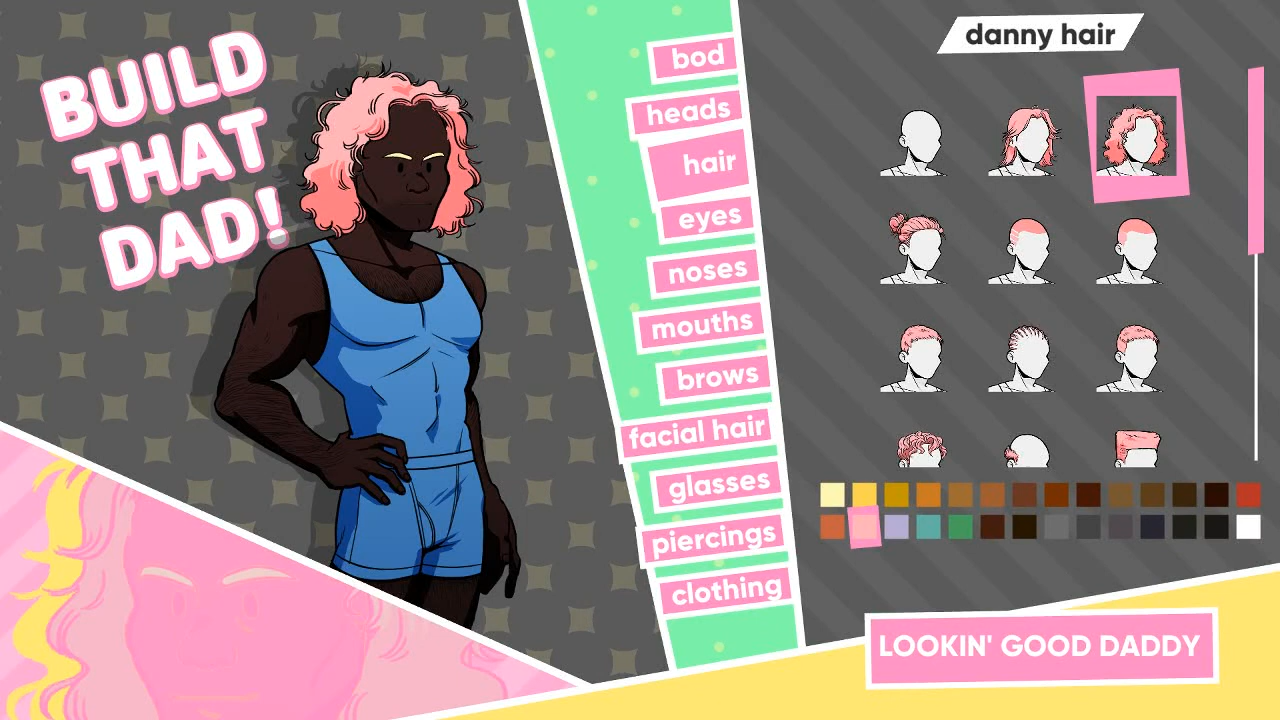 BUILD
THAT
DAD!
bod
heads
hair
eyes
noses
mouths
brows
facial hair
glasses
piercings
clothing
danny hair
LOOKIN' GOOD DADDY